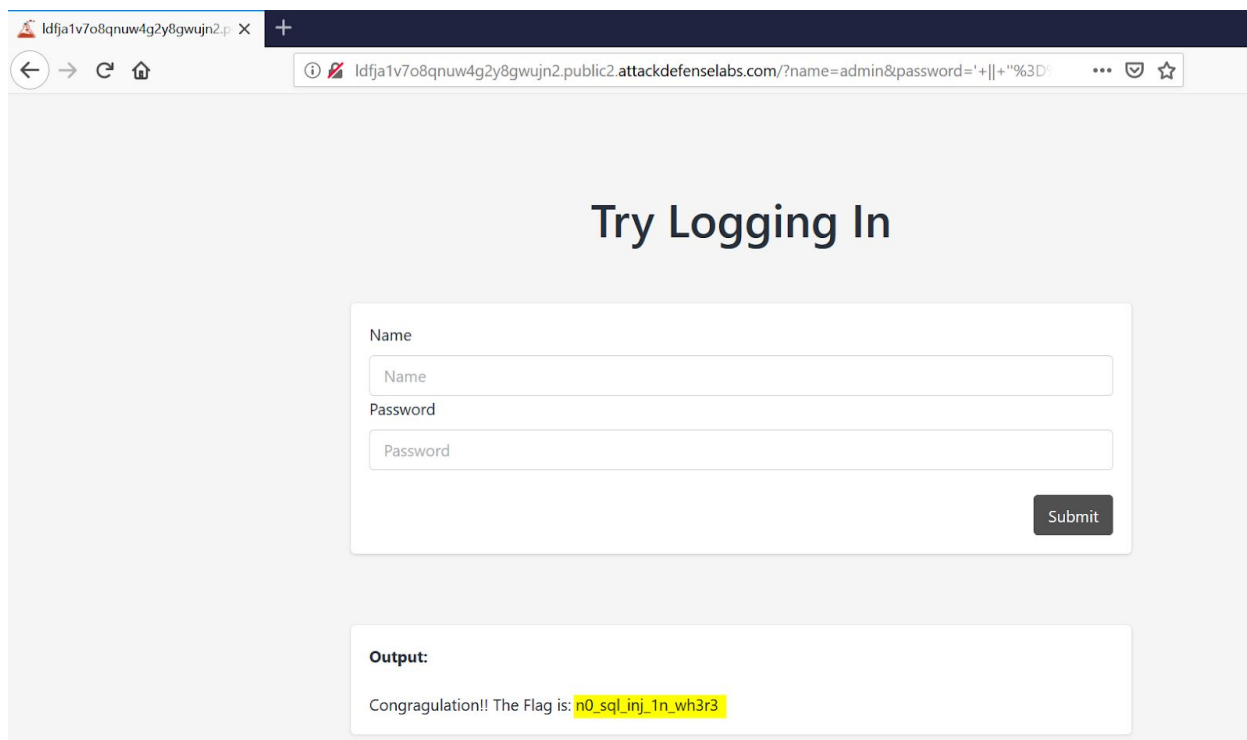 ldfja1v7o8qnuw4g2y8gwujn2.p
ldfja1v7o8qnuw4g2y8gwujn2.public2.attackdefenselabs.com/?name=admin&password='+||+''%3D
Try Logging In
Name
Name
Password
Password
Submit
Output:
Congragulation!! The Flag is: n0_sql_inj_1n_wh3r3